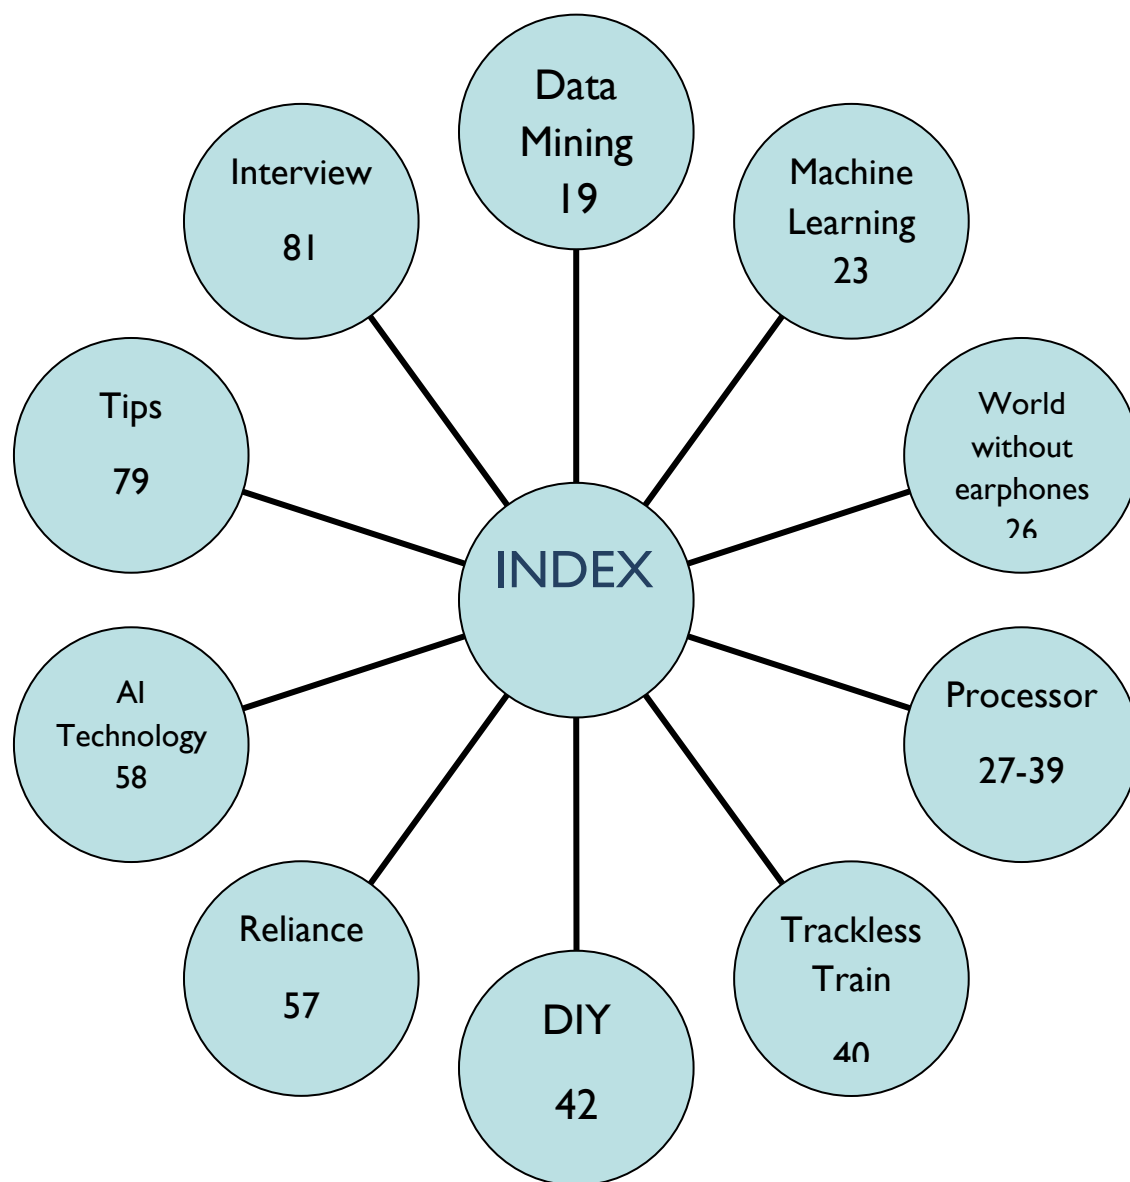 INDEX
Data
Mining
19
Machine
Learning
23
World
without
earphones
26
Processor
27-39
Trackless
Train
40
DIY
42
Reliance
57
AI
Technology
58
Tips
79
Interview
81